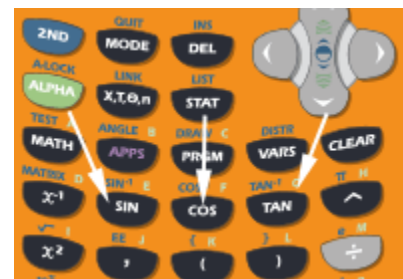 QUIT INS
2ND MODE DEL
A-LOCK LINK LIST
ALPHA X,T,Θ,n STAT
TEST ANGLE B DRAW C DISTR
MATH APPS PRGM VARS CLEAR
MATRIX D SIN⁻¹ E COS F TAN⁻¹ π H
x⁻¹ SIN COS TAN ^
√ I EE J { K } L e M
x² , ( ) ÷